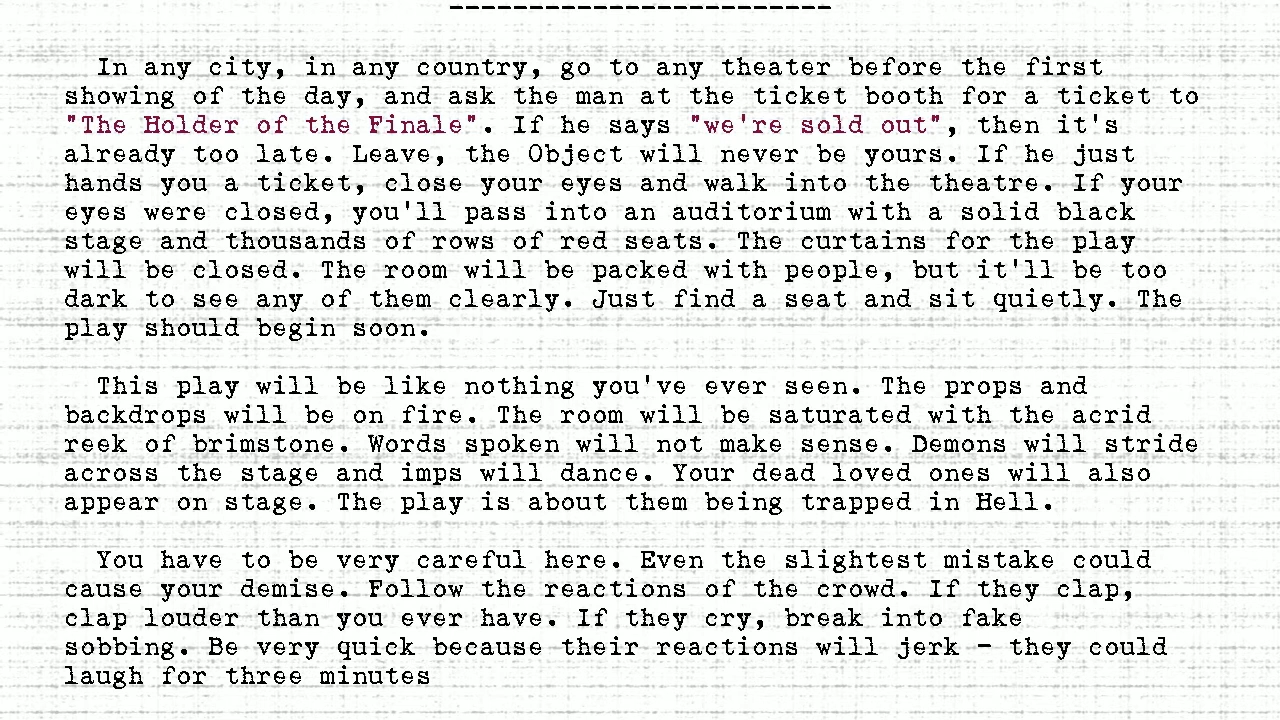 ------------------------
In any city, in any country, go to any theater before the first
showing of the day, and ask the man at the ticket booth for a ticket to
"The Holder of the Finale". If he says "we're sold out", then it's
already too late. Leave, the Object will never be yours. If he just
hands you a ticket, close your eyes and walk into the theatre. If your
eyes were closed, you'll pass into an auditorium with a solid black
stage and thousands of rows of red seats. The curtains for the play
will be closed. The room will be packed with people, but it'll be too
dark to see any of them clearly. Just find a seat and sit quietly. The
play should begin soon.
This play will be like nothing you've ever seen. The props and
backdrops will be on fire. The room will be saturated with the acrid
reek of brimstone. Words spoken will not make sense. Demons will stride
across the stage and imps will dance. Your dead loved ones will also
appear on stage. The play is about them being trapped in Hell.
You have to be very careful here. Even the slightest mistake could
cause your demise. Follow the reactions of the crowd. If they clap,
clap louder than you ever have. If they cry, break into fake
sobbing. Be very quick because their reactions will jerk - they could
laugh for three minutes